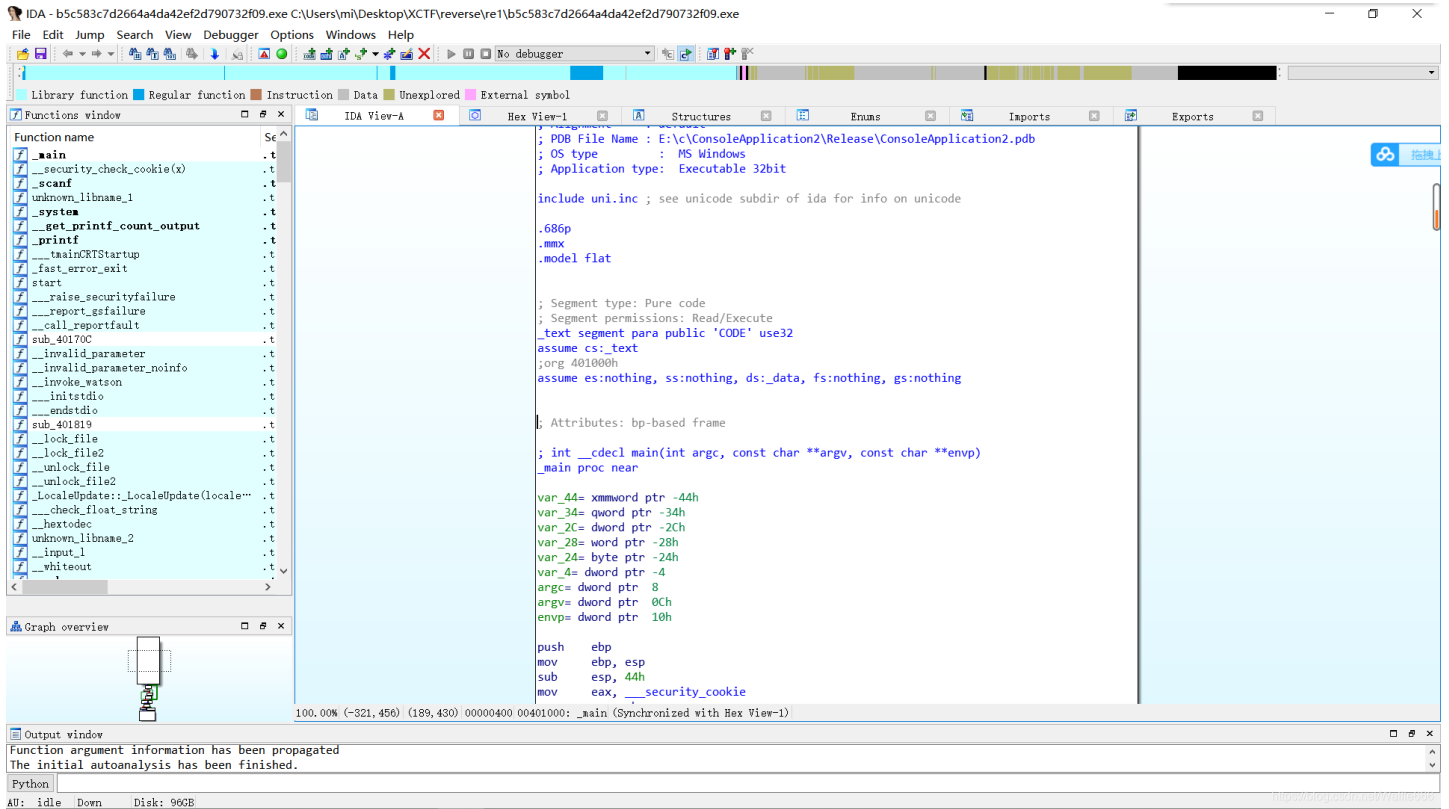 IDA - b5c583c7d2664a4da42ef2d790732f09.exe C:\Users\mi\Desktop\XCTF\reverse\re1\b5c583c7d2664a4da42ef2d790732f09.exe
File Edit Jump Search View Debugger Options Windows Help
No debugger
Library function Regular function Instruction Data Unexplored External symbol
Functions window
IDA View-A Hex View-1 Structures Enums Imports Exports
Function name Se
_main .t
__security_check_cookie(x) .t
_scanf .t
unknown_libname_1 .t
_system .t
__get_printf_count_output .t
_printf .t
___tmainCRTStartup .t
_fast_error_exit .t
start .t
___raise_securityfailure .t
___report_gsfailure .t
__call_reportfault .t
sub_40170C .t
__invalid_parameter .t
__invalid_parameter_noinfo .t
__invoke_watson .t
___initstdio .t
___endstdio .t
sub_401819 .t
__lock_file .t
__lock_file2 .t
__unlock_file .t
__unlock_file2 .t
_LocaleUpdate::_LocaleUpdate(locale··· .t
___check_float_string .t
__hextodec .t
unknown_libname_2 .t
__input_l .t
__whiteout .t
Graph overview
; Alignment : default
; PDB File Name : E:\c\ConsoleApplication2\Release\ConsoleApplication2.pdb
; OS type : MS Windows
; Application type: Executable 32bit
include uni.inc ; see unicode subdir of ida for info on unicode
.686p
.mmx
.model flat
; Segment type: Pure code
; Segment permissions: Read/Execute
_text segment para public 'CODE' use32
assume cs:_text
;org 401000h
assume es:nothing, ss:nothing, ds:_data, fs:nothing, gs:nothing
; Attributes: bp-based frame
; int __cdecl main(int argc, const char **argv, const char **envp)
_main proc near
var_44= xmmword ptr -44h
var_34= qword ptr -34h
var_2C= dword ptr -2Ch
var_28= word ptr -28h
var_24= byte ptr -24h
var_4= dword ptr -4
argc= dword ptr 8
argv= dword ptr 0Ch
envp= dword ptr 10h
push ebp
mov ebp, esp
sub esp, 44h
mov eax, ___security_cookie
拖拽上
100.00% (-321,456) (189,430) 00000400 00401000: _main (Synchronized with Hex View-1)
Output window
Function argument information has been propagated
The initial autoanalysis has been finished.
Python
AU: idle Down Disk: 96GB